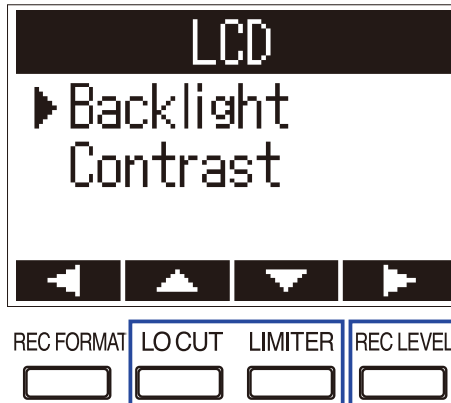 LCD
Backlight
Contrast
REC FORMAT LO CUT LIMITER REC LEVEL